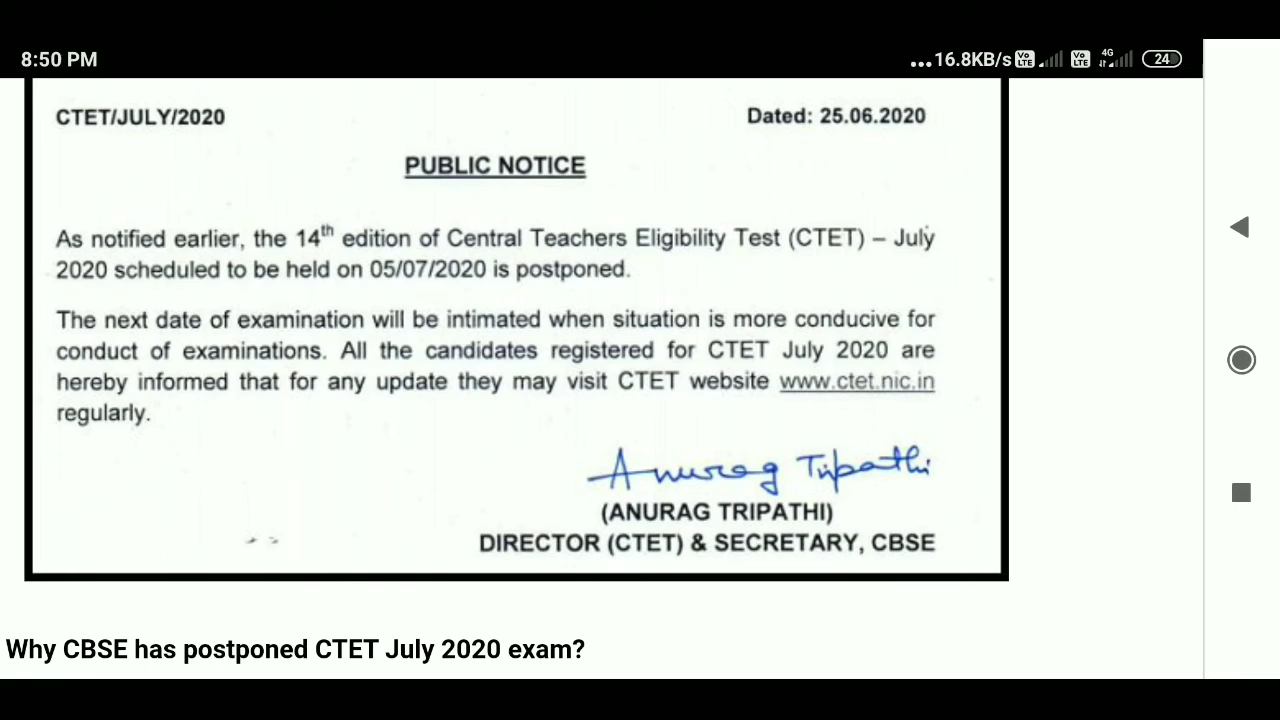 8:50 PM
...16.8KB/s Vo LTE Vo LTE 4G 24
CTET/JULY/2020 Dated: 25.06.2020
PUBLIC NOTICE
As notified earlier, the 14th edition of Central Teachers Eligibility Test (CTET) – July
2020 scheduled to be held on 05/07/2020 is postponed.
The next date of examination will be intimated when situation is more conducive for
conduct of examinations. All the candidates registered for CTET July 2020 are
hereby informed that for any update they may visit CTET website www.ctet.nic.in
regularly.
Anurag Tripathi
(ANURAG TRIPATHI)
DIRECTOR (CTET) & SECRETARY, CBSE
Why CBSE has postponed CTET July 2020 exam?